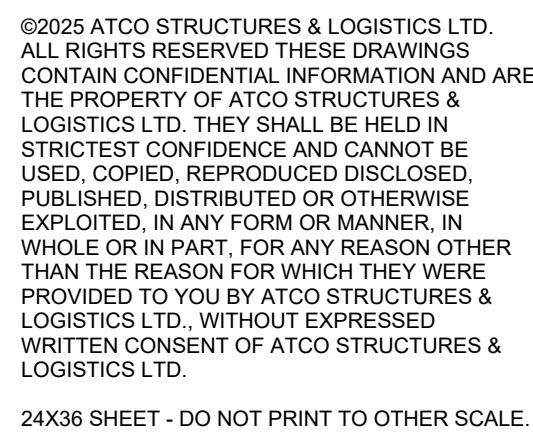 ©2025 ATCO STRUCTURES & LOGISTICS LTD.
ALL RIGHTS RESERVED THESE DRAWINGS
CONTAIN CONFIDENTIAL INFORMATION AND ARE
THE PROPERTY OF ATCO STRUCTURES &
LOGISTICS LTD. THEY SHALL BE HELD IN
STRICTEST CONFIDENCE AND CANNOT BE
USED, COPIED, REPRODUCED DISCLOSED,
PUBLISHED, DISTRIBUTED OR OTHERWISE
EXPLOITED, IN ANY FORM OR MANNER, IN
WHOLE OR IN PART, FOR ANY REASON OTHER
THAN THE REASON FOR WHICH THEY WERE
PROVIDED TO YOU BY ATCO STRUCTURES &
LOGISTICS LTD., WITHOUT EXPRESSED
WRITTEN CONSENT OF ATCO STRUCTURES &
LOGISTICS LTD.
24X36 SHEET - DO NOT PRINT TO OTHER SCALE.